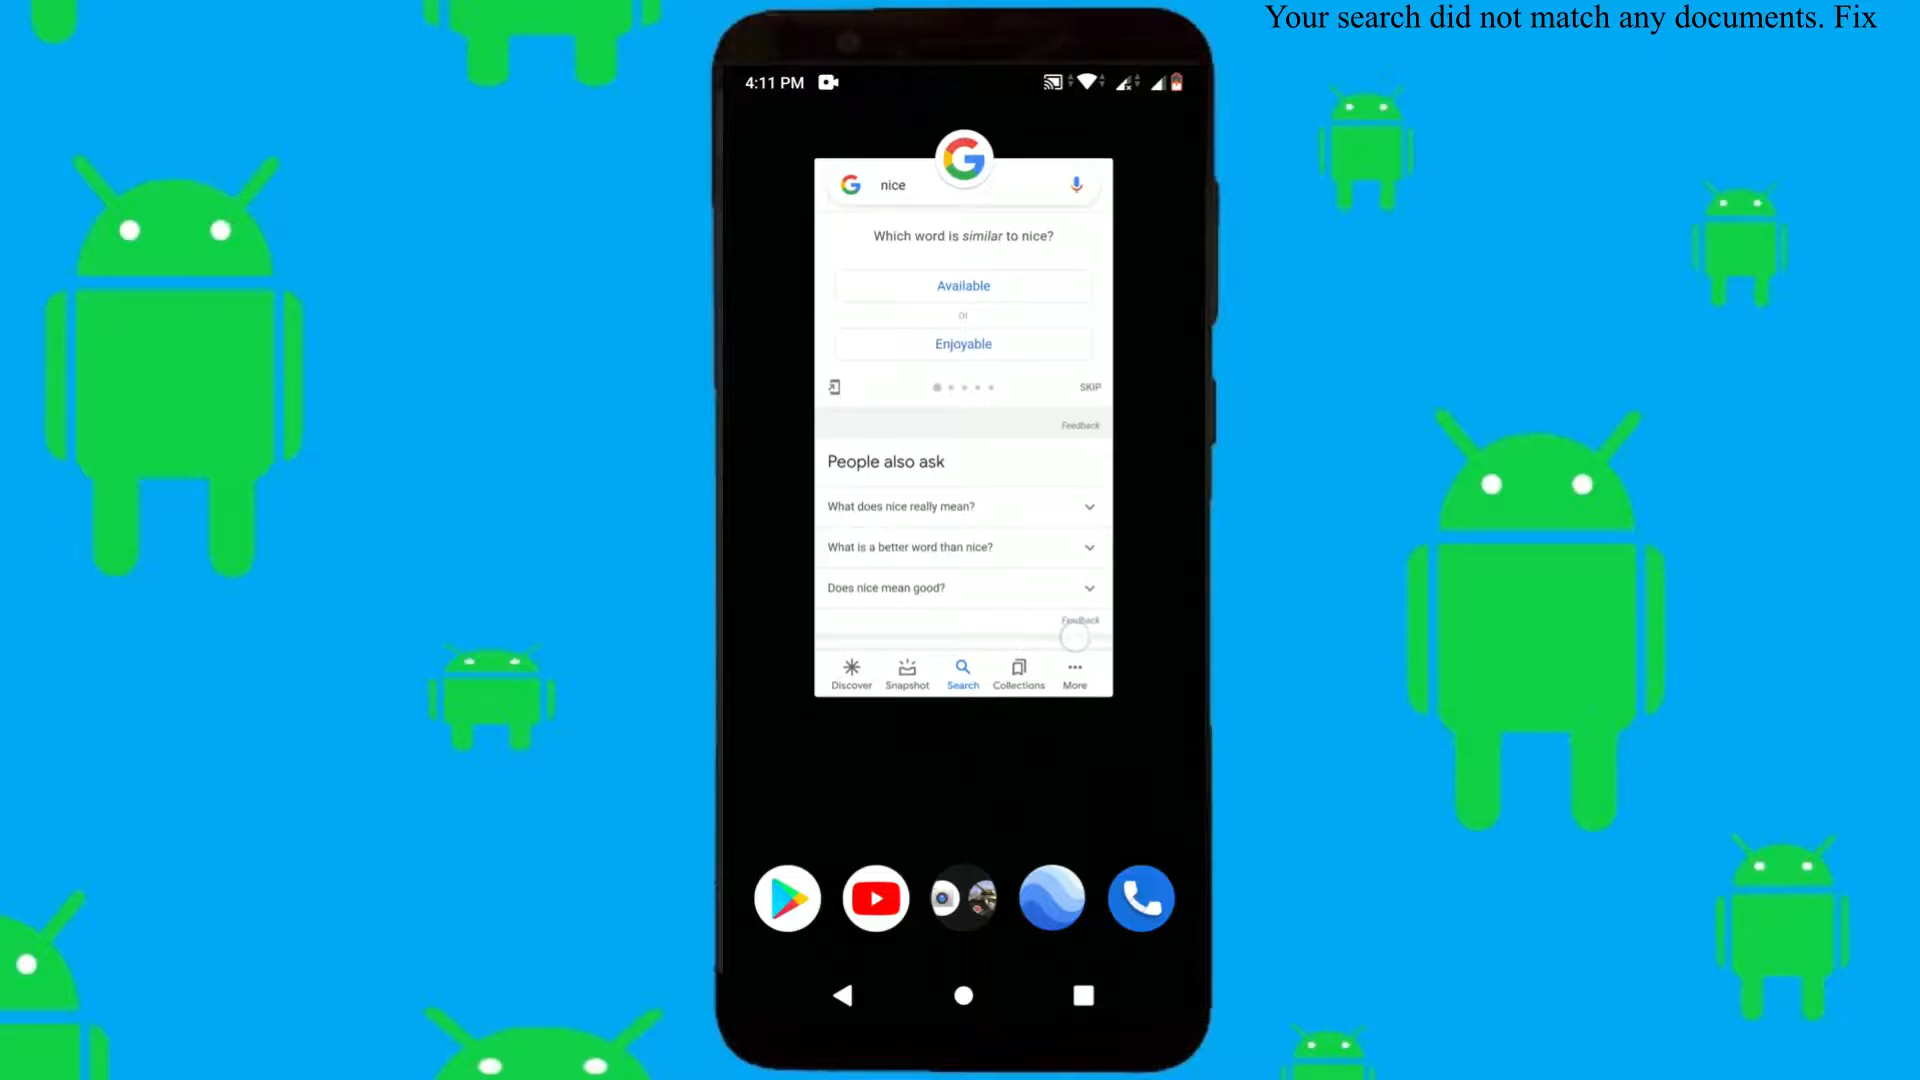 Your search did not match any documents. Fix
4:11 PM
nice
Which word is similar to nice?
Available
or
Enjoyable
SKIP
Feedback
People also ask
What does nice really mean?
What is a better word than nice?
Does nice mean good?
Feedback
Discover Snapshot Search Collections More